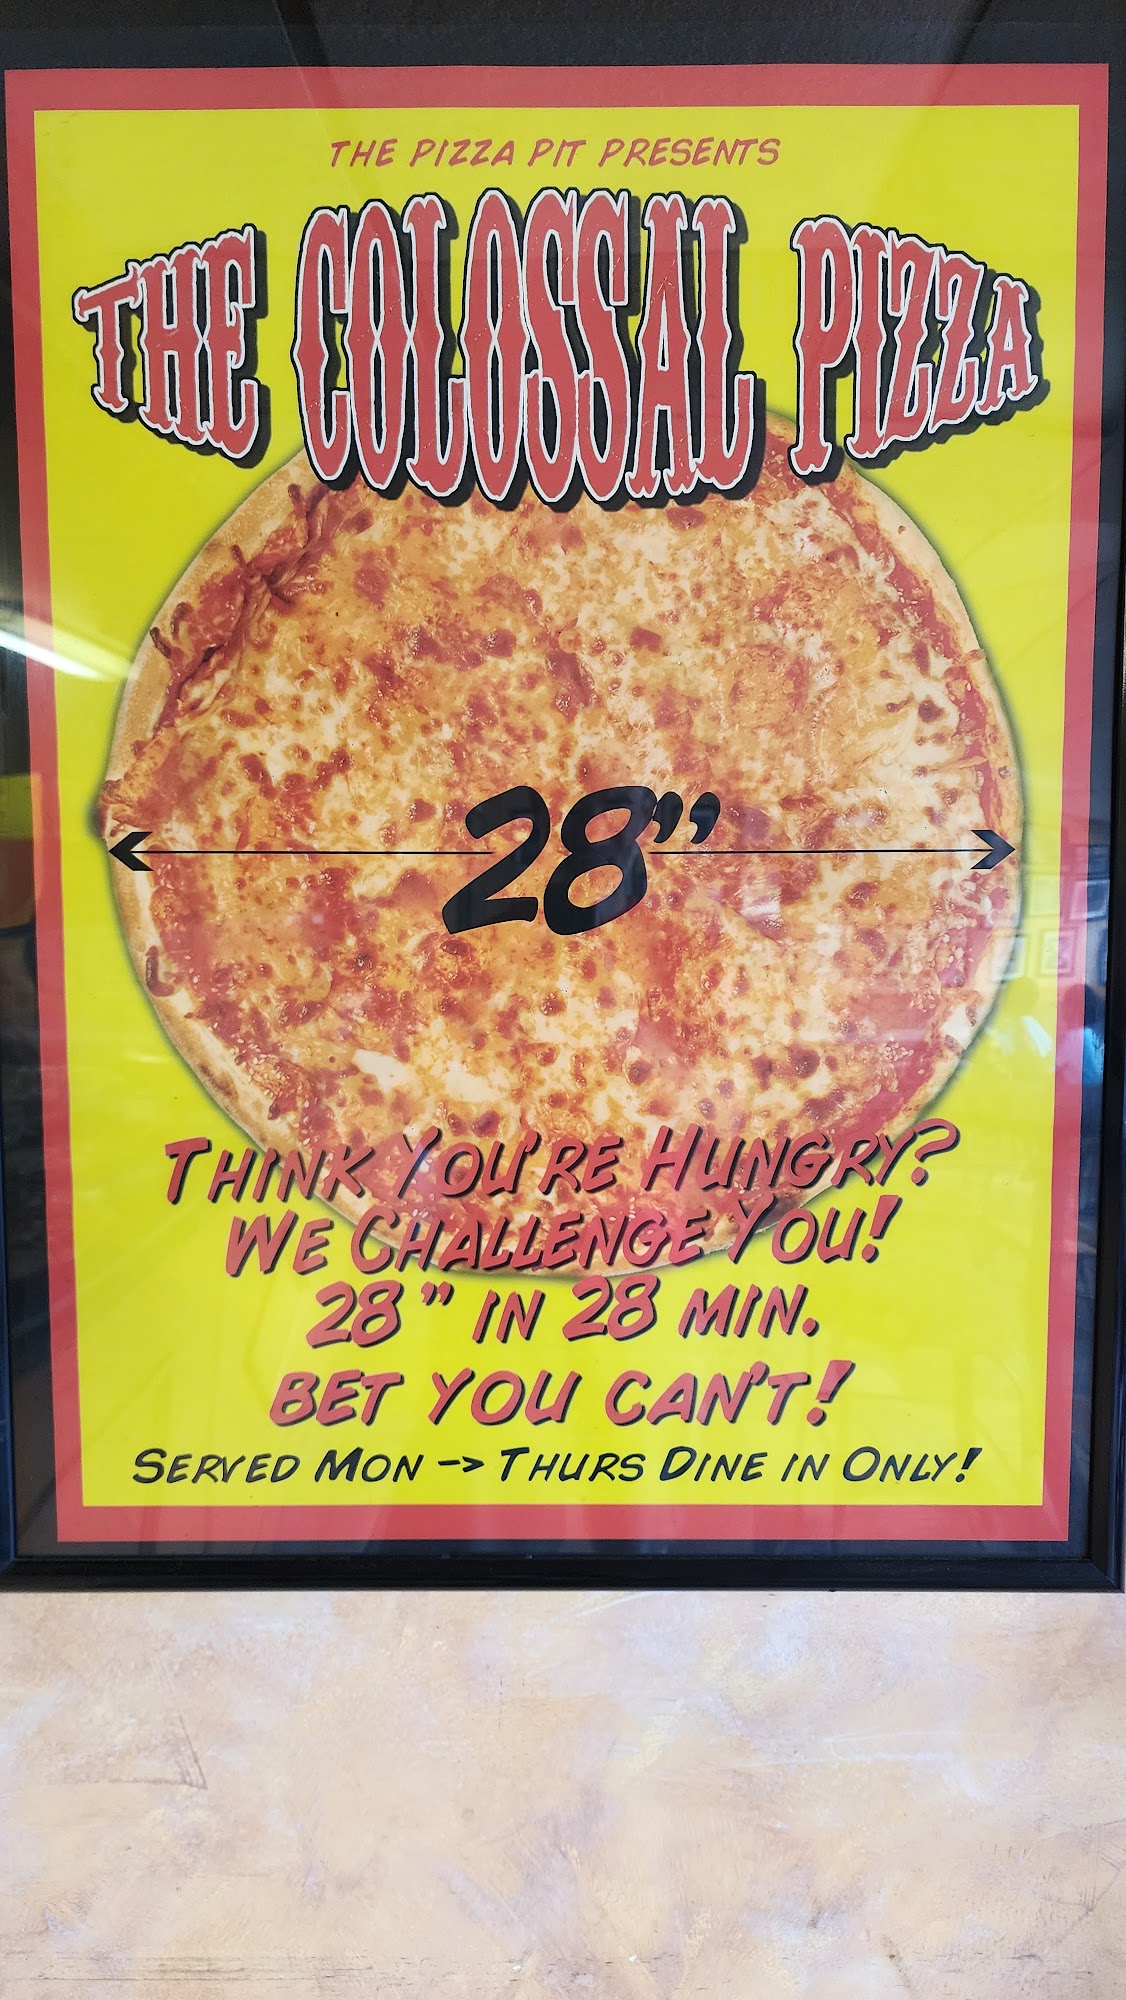 THE PIZZA PIT PRESENTS
THE COLOSSAL PIZZA
28"
THINK YOU'RE HUNGRY?
WE CHALLENGE YOU!
28" IN 28 MIN.
BET YOU CAN'T!
SERVED MON -> THURS DINE IN ONLY!